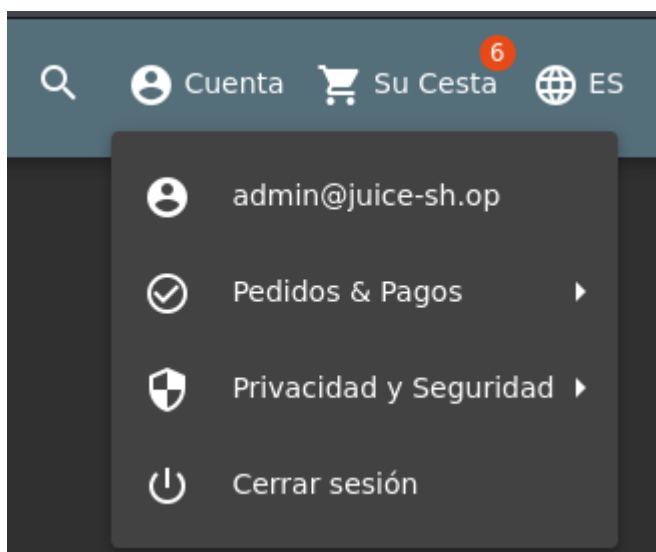 Cuenta Su Cesta 6 ES
admin@juice-sh.op
Pedidos & Pagos
Privacidad y Seguridad
Cerrar sesión